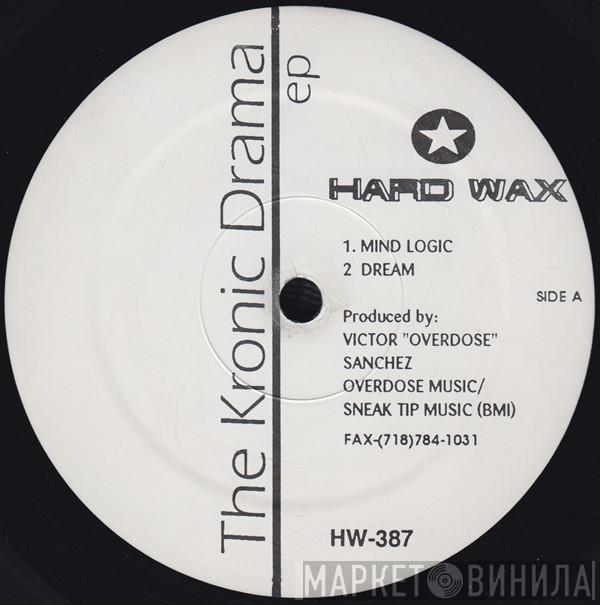 The Kronic Drama
ep
HARD WAX
1. MIND LOGIC
2 DREAM
SIDE A
Produced by:
VICTOR "OVERDOSE"
SANCHEZ
OVERDOSE MUSIC/
SNEAK TIP MUSIC (BMI)
FAX-(718)784-1031
HW-387
МАРКЕТ ВИНИЛА